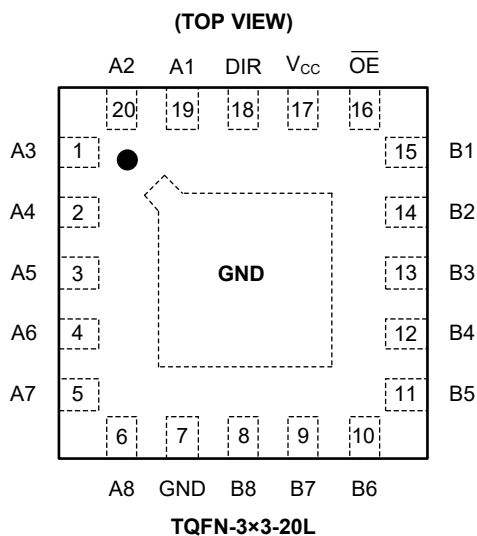 (TOP VIEW)
A2 A1 DIR VCC OE
20 19 18 17 16
A3 1 15 B1
A4 2 14 B2
A5 3 GND 13 B3
A6 4 12 B4
A7 5 11 B5
6 7 8 9 10
A8 GND B8 B7 B6
TQFN-3×3-20L